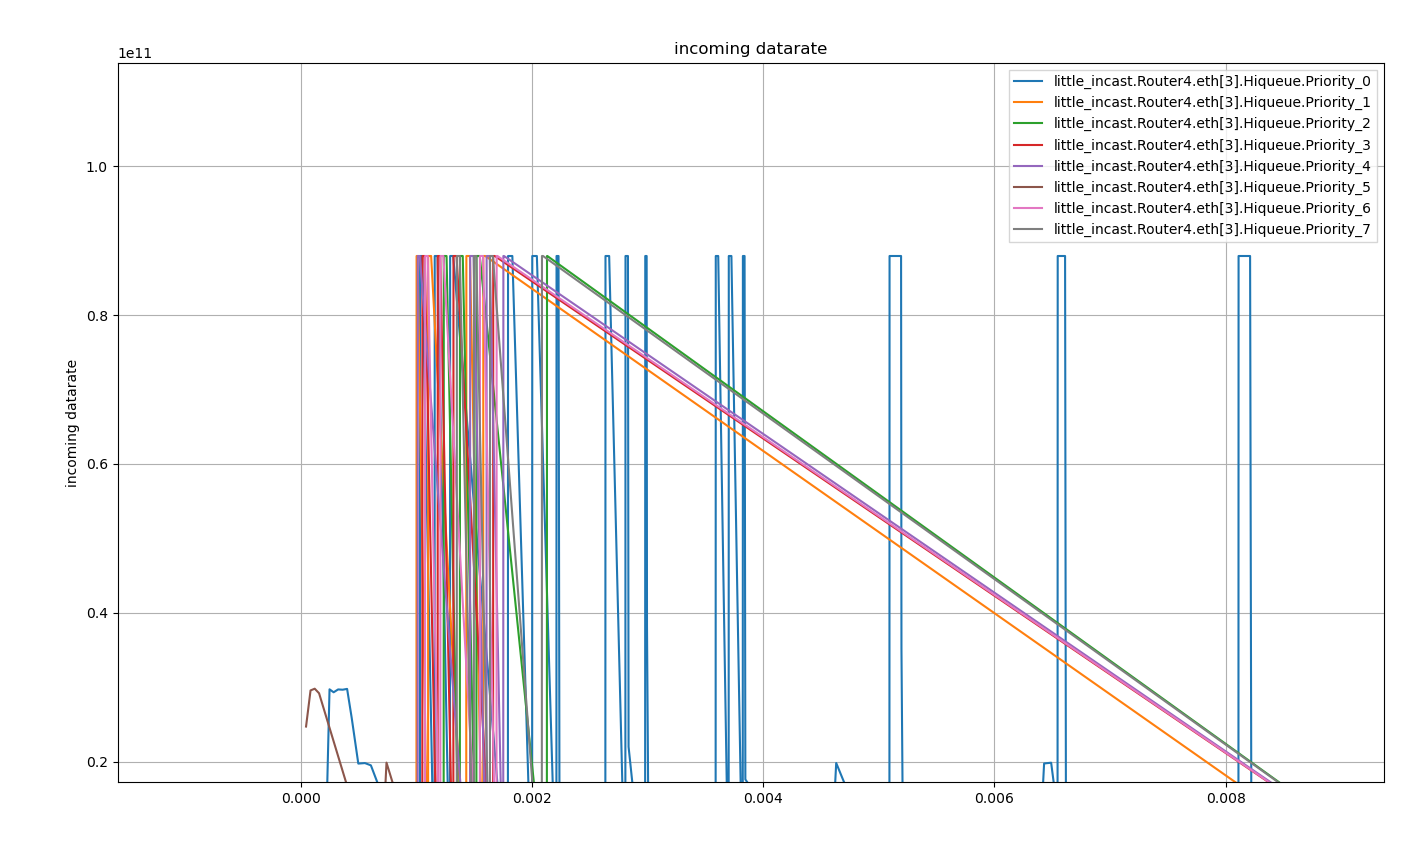 incoming datarate
1e11
little_incast.Router4.eth[3].Hiqueue.Priority_0
little_incast.Router4.eth[3].Hiqueue.Priority_1
little_incast.Router4.eth[3].Hiqueue.Priority_2
little_incast.Router4.eth[3].Hiqueue.Priority_3
little_incast.Router4.eth[3].Hiqueue.Priority_4
little_incast.Router4.eth[3].Hiqueue.Priority_5
little_incast.Router4.eth[3].Hiqueue.Priority_6
little_incast.Router4.eth[3].Hiqueue.Priority_7
1.0
0.8
0.6
0.4
0.2
incoming datarate
0.000
0.002
0.004
0.006
0.008